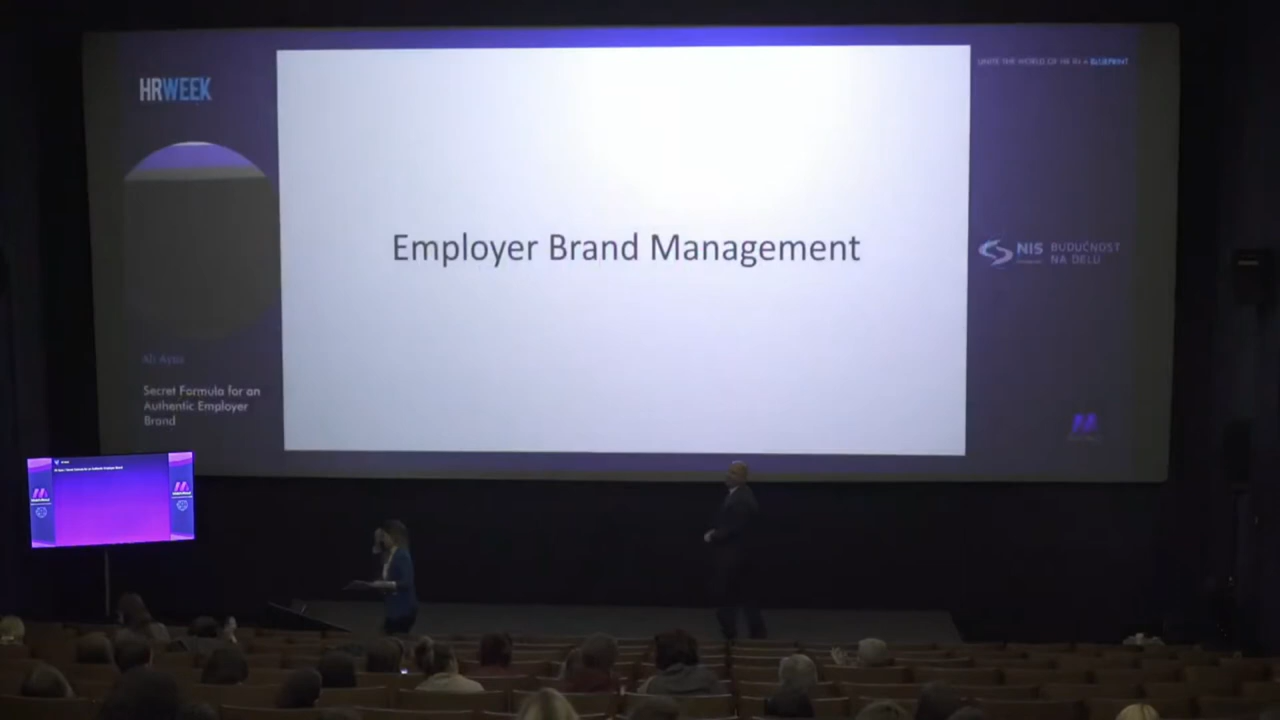 HRWEEK
UNITE THE WORLD OF HR IN A BLUEPRINT
Employer Brand Management
NIS
BUDUĆNOST
NA DELU
Secret Formula for an
Authentic Employer
Brand